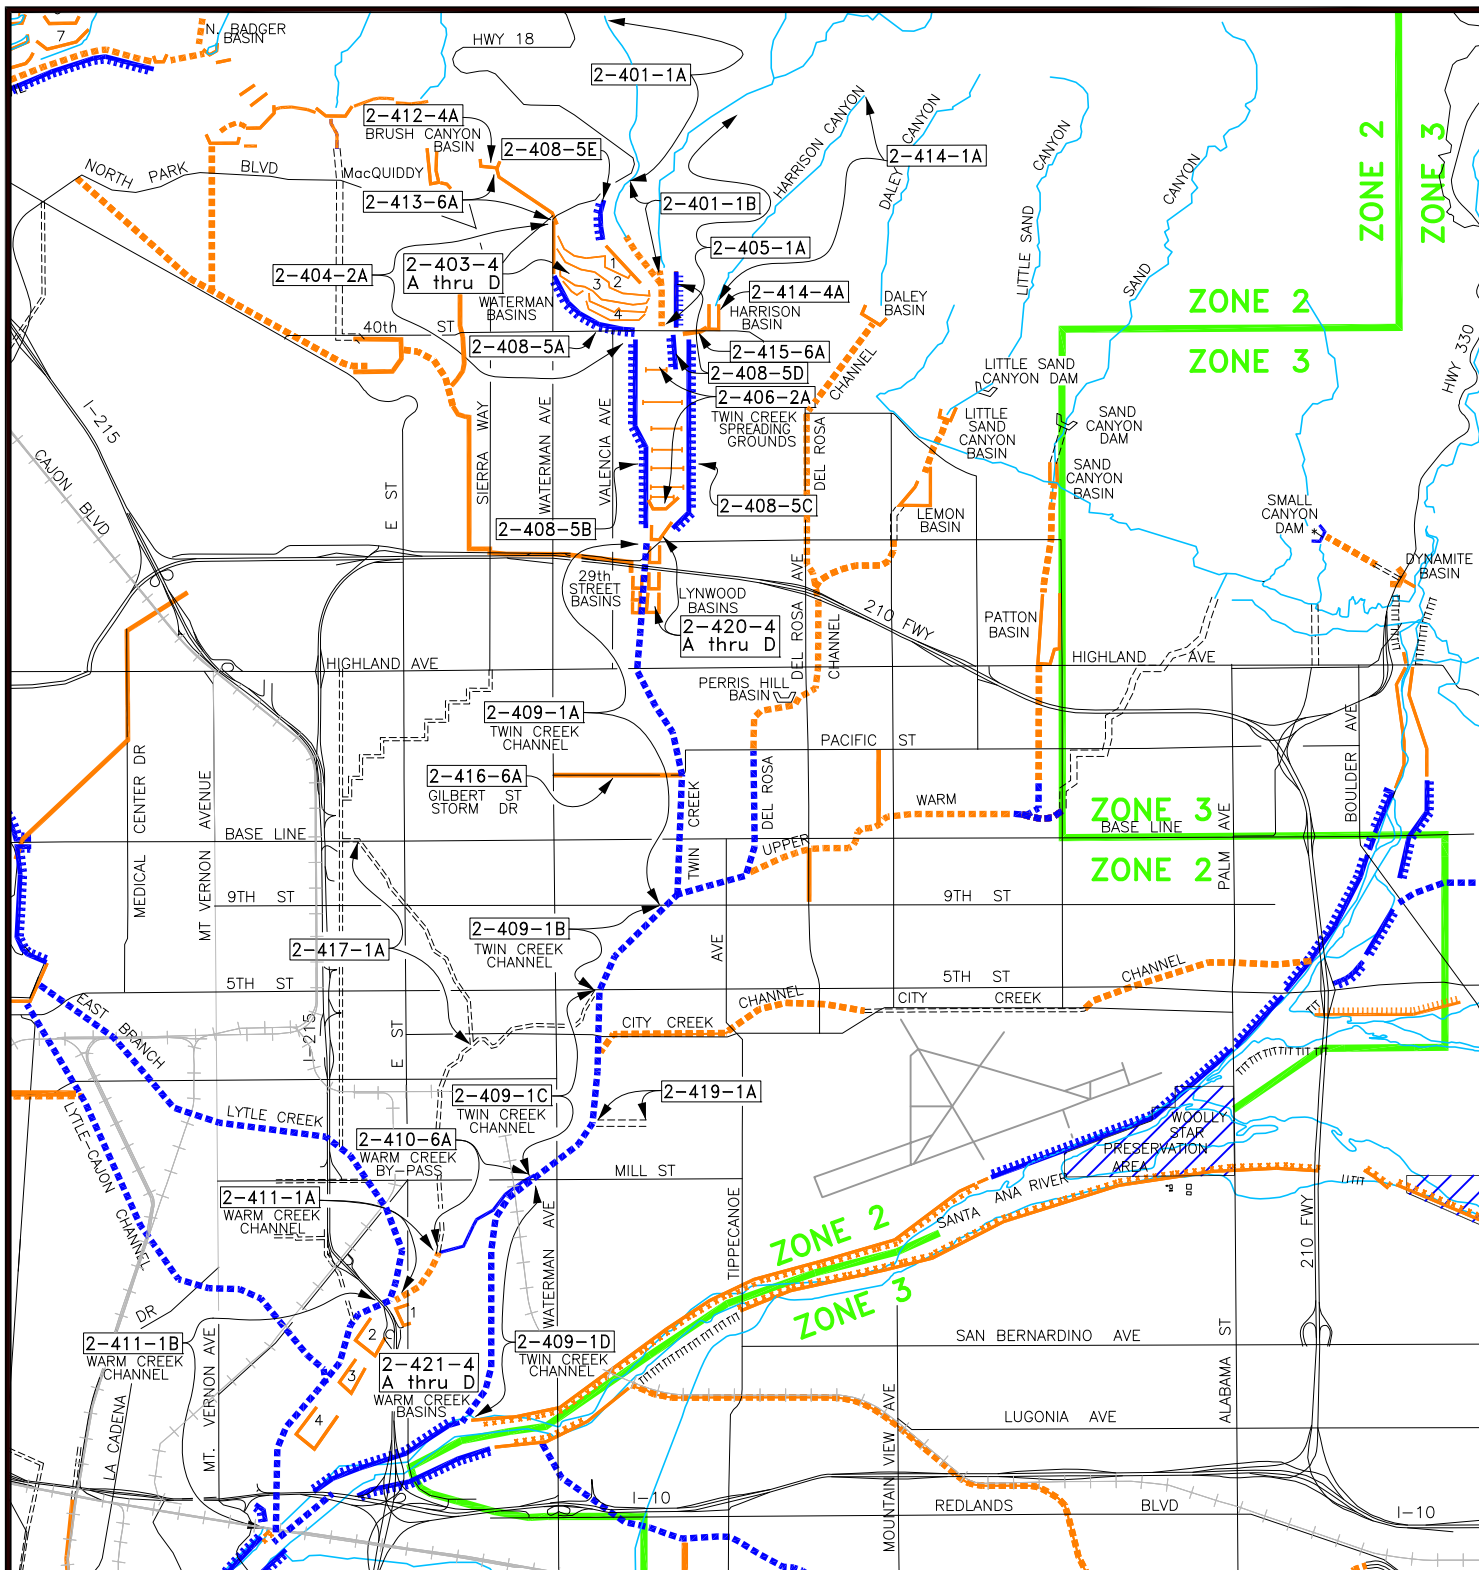 N. BADGER
BASIN
7
HWY 18
2-401-1A
2-412-4A
BRUSH CANYON
BASIN
2-408-5E
2-414-1A
HARRISON CANYON
DALEY CANYON
LITTLE SAND CANYON
SAND CANYON
ZONE 2
ZONE 3
NORTH PARK BLVD
MacQUIDDY
2-413-6A
2-401-1B
2-405-1A
2-404-2A
2-403-4
A thru D
1
2
3
4
WATERMAN
BASINS
2-414-4A
HARRISON
BASIN
DALEY
BASIN
ZONE 2
ZONE 3
HWY 330
40th ST
2-408-5A
2-415-6A
2-408-5D
2-406-2A
TWIN CREEK
SPREADING
GROUNDS
CHANNEL
LITTLE SAND
CANYON DAM
LITTLE
SAND
CANYON
BASIN
SAND
CANYON
DAM
SAND
CANYON
BASIN
I-215
CAJON BLVD
E ST
SIERRA WAY
WATERMAN AVE
VALENCIA AVE
DEL ROSA
2-408-5C
2-408-5B
LEMON
BASIN
SMALL
CANYON
DAM *
DYNAMITE
BASIN
29th
STREET
BASINS
LYNWOOD
BASINS
2-420-4
A thru D
DEL ROSA AVE
CHANNEL
210 FWY
PATTON
BASIN
HIGHLAND AVE
HIGHLAND AVE
PERRIS HILL
BASIN
2-409-1A
TWIN CREEK
CHANNEL
PACIFIC ST
BOULDER AVE
2-416-6A
GILBERT ST
STORM DR
MEDICAL CENTER DR
MT VERNON AVENUE
TWIN CREEK
DEL ROSA
UPPER WARM
ZONE 3
BASE LINE
BASE LINE
ZONE 2
PALM AVE
9TH ST
9TH ST
2-409-1B
TWIN CREEK
CHANNEL
2-417-1A
AVE
5TH ST
5TH ST
CHANNEL
EAST BRANCH
I-215
E ST
CITY CREEK
CHANNEL
CITY CREEK
2-409-1C
TWIN CREEK
CHANNEL
2-419-1A
LYTLE CREEK
LYTLE-CAJON
CHANNEL
2-410-6A
WARM CREEK
BY-PASS
MILL ST
WOOLLY
STAR
PRESERVATION
AREA
2-411-1A
WARM CREEK
CHANNEL
SANTA ANA RIVER
WATERMAN AVE
TIPPECANOE
ZONE 2
ZONE 3
210 FWY
DR
1
2
3
4
C
2-411-1B
WARM CREEK
CHANNEL
2-409-1D
TWIN CREEK
CHANNEL
2-421-4
A thru D
WARM CREEK
BASINS
SAN BERNARDINO AVE
LUGONIA AVE
ALABAMA ST
MOUNTAIN VIEW AVE
LA CADENA
MT. VERNON AVE
I-10
REDLANDS BLVD
I-10